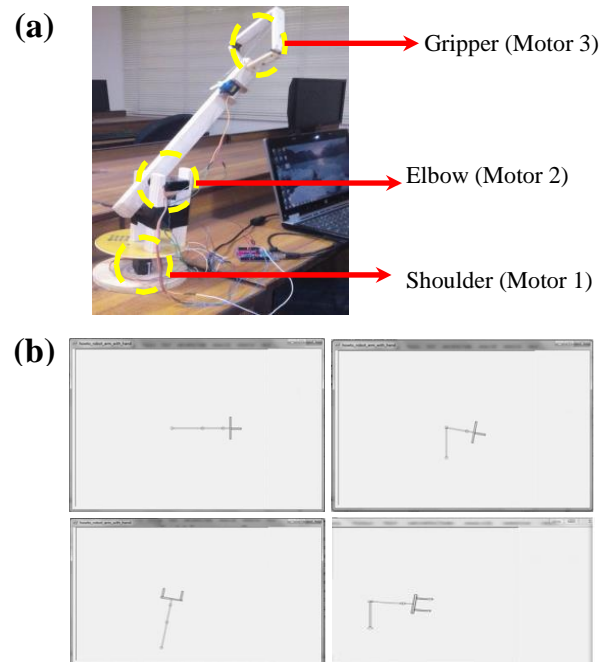 (a)
Gripper (Motor 3)
Elbow (Motor 2)
Shoulder (Motor 1)
(b)